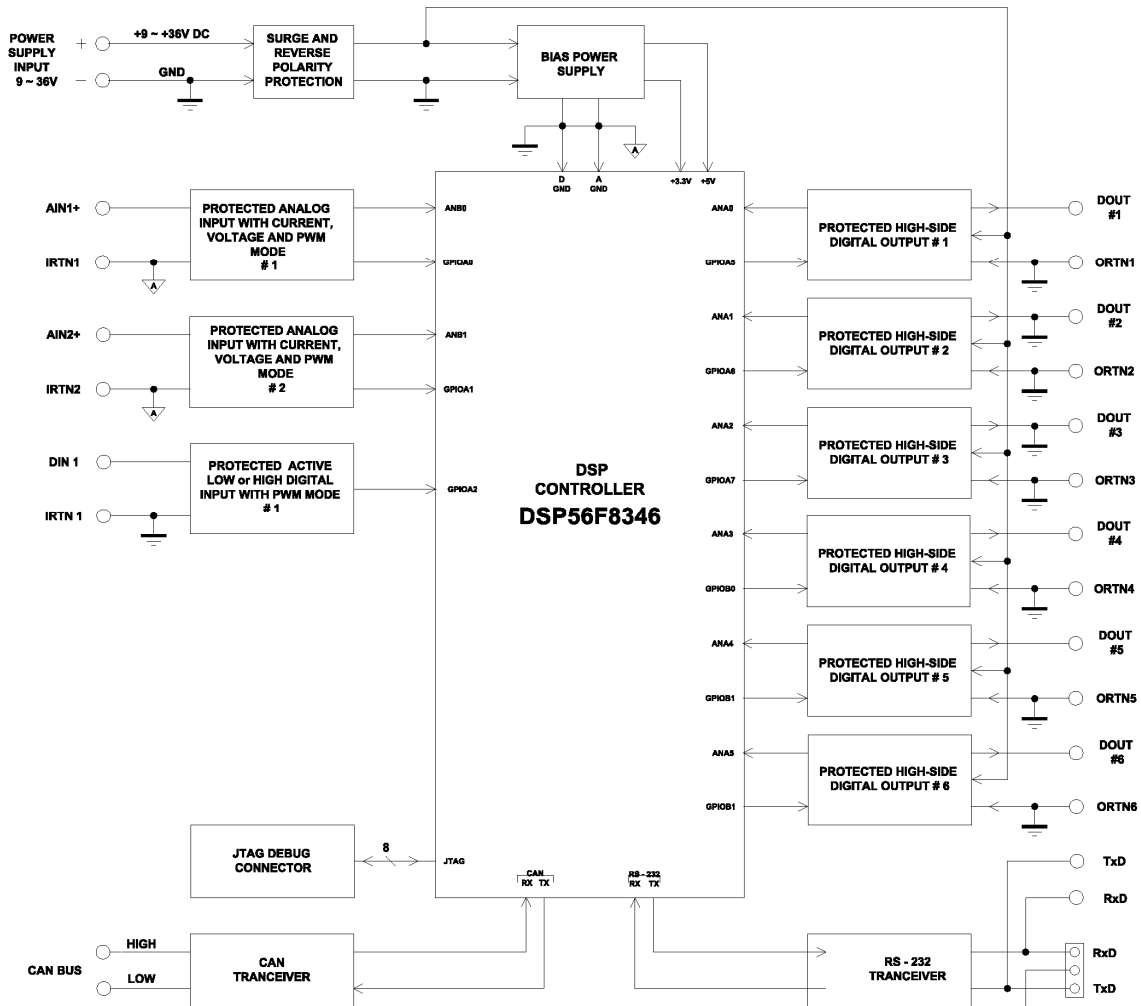 POWER
SUPPLY
INPUT
9 ~ 36V
+
+9 ~ +36V DC
−
GND
SURGE AND
REVERSE
POLARITY
PROTECTION
BIAS POWER
SUPPLY
A
D
GND
A
GND
+3.3V
+5V
AIN1+
IRTN1
A
PROTECTED ANALOG
INPUT WITH CURRENT,
VOLTAGE AND PWM
MODE
# 1
ANB0
GPIOA0
AIN2+
IRTN2
A
PROTECTED ANALOG
INPUT WITH CURRENT,
VOLTAGE AND PWM
MODE
# 2
ANB1
GPIOA1
DIN 1
IRTN 1
PROTECTED ACTIVE
LOW or HIGH DIGITAL
INPUT WITH PWM MODE
# 1
GPIOA2
DSP
CONTROLLER
DSP56F8346
ANA0
GPIOA5
PROTECTED HIGH-SIDE
DIGITAL OUTPUT # 1
DOUT
#1
ORTN1
ANA1
GPIOA6
PROTECTED HIGH-SIDE
DIGITAL OUTPUT # 2
DOUT
#2
ORTN2
ANA2
GPIOA7
PROTECTED HIGH-SIDE
DIGITAL OUTPUT # 3
DOUT
#3
ORTN3
ANA3
GPIOB0
PROTECTED HIGH-SIDE
DIGITAL OUTPUT # 4
DOUT
#4
ORTN4
ANA4
GPIOB1
PROTECTED HIGH-SIDE
DIGITAL OUTPUT # 5
DOUT
#5
ORTN5
ANA5
GPIOB1
PROTECTED HIGH-SIDE
DIGITAL OUTPUT # 6
DOUT
#6
ORTN6
JTAG DEBUG
CONNECTOR
8
JTAG
CAN
RX TX
RS - 232
RX TX
CAN BUS
HIGH
LOW
CAN
TRANCEIVER
RS - 232
TRANCEIVER
TxD
RxD
RxD
TxD